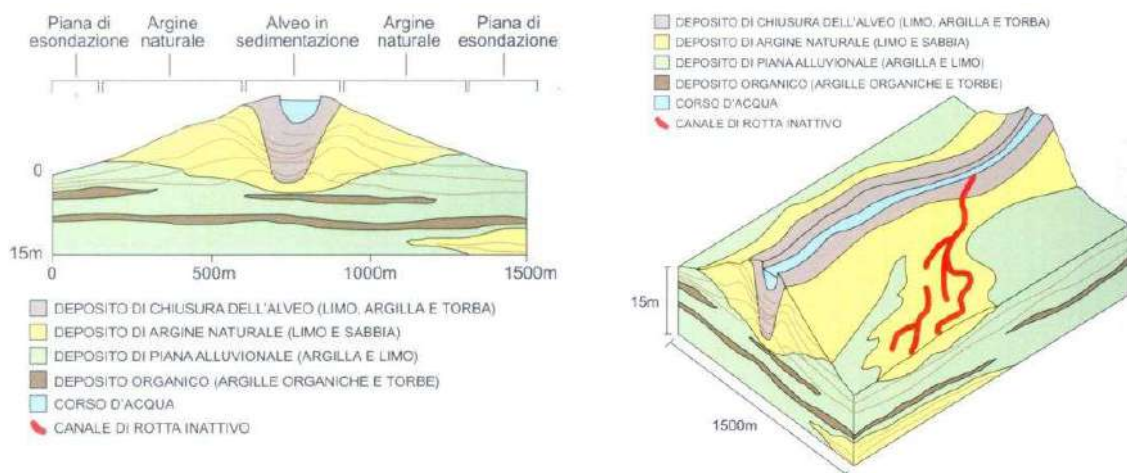 Piana di esondazione
Argine naturale
Alveo in sedimentazione
Argine naturale
Piana di esondazione
0
15m
0
500m
1000m
1500m
DEPOSITO DI CHIUSURA DELL'ALVEO (LIMO, ARGILLA E TORBA)
DEPOSITO DI ARGINE NATURALE (LIMO E SABBIA)
DEPOSITO DI PIANA ALLUVIONALE (ARGILLA E LIMO)
DEPOSITO ORGANICO (ARGILLE ORGANICHE E TORBE)
CORSO D'ACQUA
CANALE DI ROTTA INATTIVO
DEPOSITO DI CHIUSURA DELL'ALVEO (LIMO, ARGILLA E TORBA)
DEPOSITO DI ARGINE NATURALE (LIMO E SABBIA)
DEPOSITO DI PIANA ALLUVIONALE (ARGILLA E LIMO)
DEPOSITO ORGANICO (ARGILLE ORGANICHE E TORBE)
CORSO D'ACQUA
CANALE DI ROTTA INATTIVO
15m
1500m